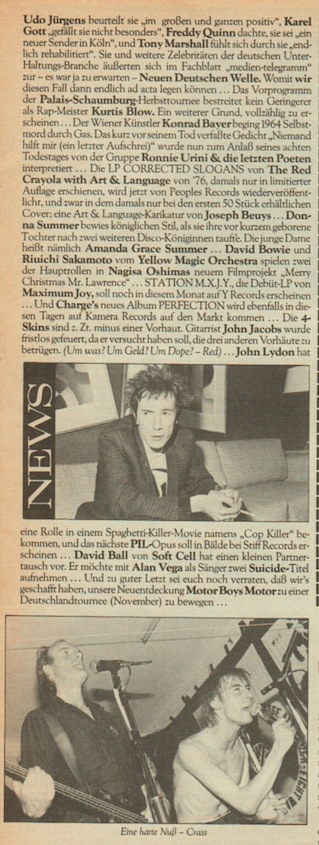 Udo Jürgens beurteilt sie „im großen und ganzen positiv“, Karel
Gott „gefällt sie nicht besonders“, Freddy Quinn dachte, sie sei „ein
neuer Sender in Köln“, und Tony Marshall fühlt sich durch sie „end-
lich rehabilitiert“. Sie und weitere Zelebritäten der deutschen Unter-
Haltungs-Branche äußerten sich im Fachblatt „medien-telegramm“
zur – es war ja zu erwarten – Neuen Deutschen Welle. Womit wir
diesen Fall dann endlich ad acta legen können ... Das Vorprogramm
der Palais-Schaumburg-Herbsttournee bestreitet kein Geringerer
als Rap-Meister Kurtis Blow. Ein weiterer Grund, vollzählig zu er-
scheinen ... Der Wiener Künstler Konrad Bayer beging 1964 Selbst-
mord durch Gas. Das kurz vor seinem Tod verfaßte Gedicht „Niemand
hilft mir (ein letzter Aufschrei)“ wurde nun zum Anlaß seines achten
Todestages von der Gruppe Ronnie Urini & die letzten Poeten
interpretiert ... Die LP CORRECTED SLOGANS von The Red
Crayola with Art & Language von '76, damals nur in limitierter
Auflage erschienen, wird jetzt von Peoples Records wiederveröffent-
licht, und zwar in dem damals nur bei den ersten 50 Stück erhältlichen
Cover: eine Art & Language-Karikatur von Joseph Beuys ... Don-
na Summer bewies königlichen Stil, als sie ihre vor kurzem geborene
Tochter nach zwei weiteren Disco-Königinnen taufte. Die junge Dame
heißt nämlich Amanda Grace Summer ... David Bowie und
Riuichi Sakamoto vom Yellow Magic Orchestra spielen zwei
der Hauptrollen in Nagisa Oshimas neuem Filmprojekt „Merry
Christmas Mr. Lawrence“ ... STATION M.X.J.Y., die Debüt-LP von
Maximum Joy, soll noch in diesem Monat auf Y Records erscheinen
... Und Charge's neues Album PERFECTION wird ebenfalls in die-
sen Tagen auf Kamera Records auf den Markt kommen ... Die 4-
Skins sind z. Zt. minus einer Vorhaut. Gitarrist John Jacobs wurde
fristlos gefeuert, da er versucht haben soll, die drei anderen Vorhäute zu
betrügen. (Um was? Um Geld? Um Dope? – Red) ... John Lydon hat
NEWS
eine Rolle in einem Spaghetti-Killer-Movie namens „Cop Killer“ be-
kommen, und das nächste PIL-Opus soll in Bälde bei Stiff Records er-
scheinen ... David Ball von Soft Cell hat einen kleinen Partner-
tausch vor. Er möchte mit Alan Vega als Sänger zwei Suicide-Titel
aufnehmen ... Und zu guter Letzt sei euch noch verraten, daß wir's
geschafft haben, unsere Neuentdeckung Motor Boys Motor zu einer
Deutschlandtournee (November) zu bewegen ...
Eine harte Nuß – Crass